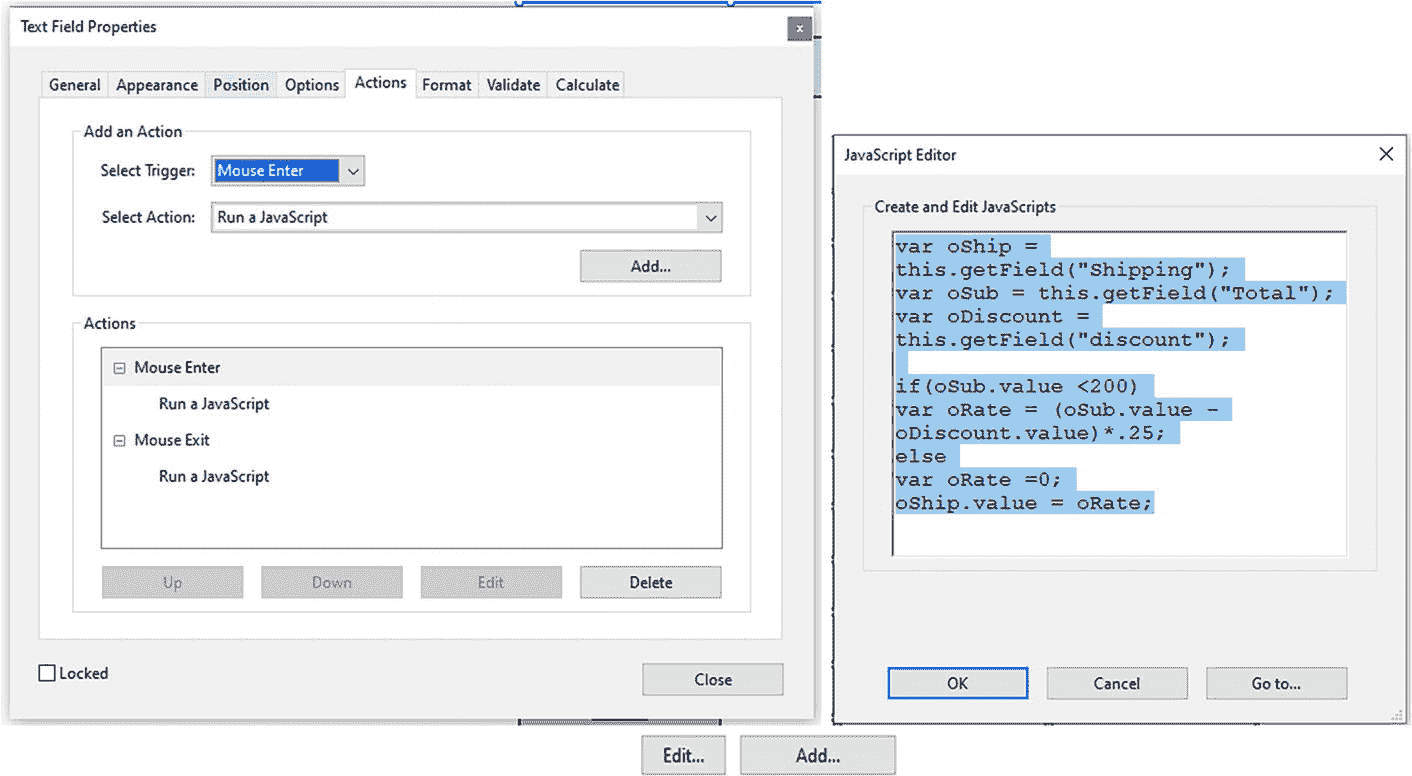 Text Field Properties
General Appearance Position Options Actions Format Validate Calculate
Add an Action
Select Trigger: Mouse Enter
Select Action: Run a JavaScript
Add...
Actions
Mouse Enter
Run a JavaScript
Mouse Exit
Run a JavaScript
Up Down Edit Delete
Locked
Close
JavaScript Editor
Create and Edit JavaScripts
var oShip =
this.getField("Shipping");
var oSub = this.getField("Total");
var oDiscount =
this.getField("discount");
if(oSub.value <200)
var oRate = (oSub.value -
oDiscount.value)*.25;
else
var oRate =0;
oShip.value = oRate;
OK Cancel Go to...
Edit... Add...